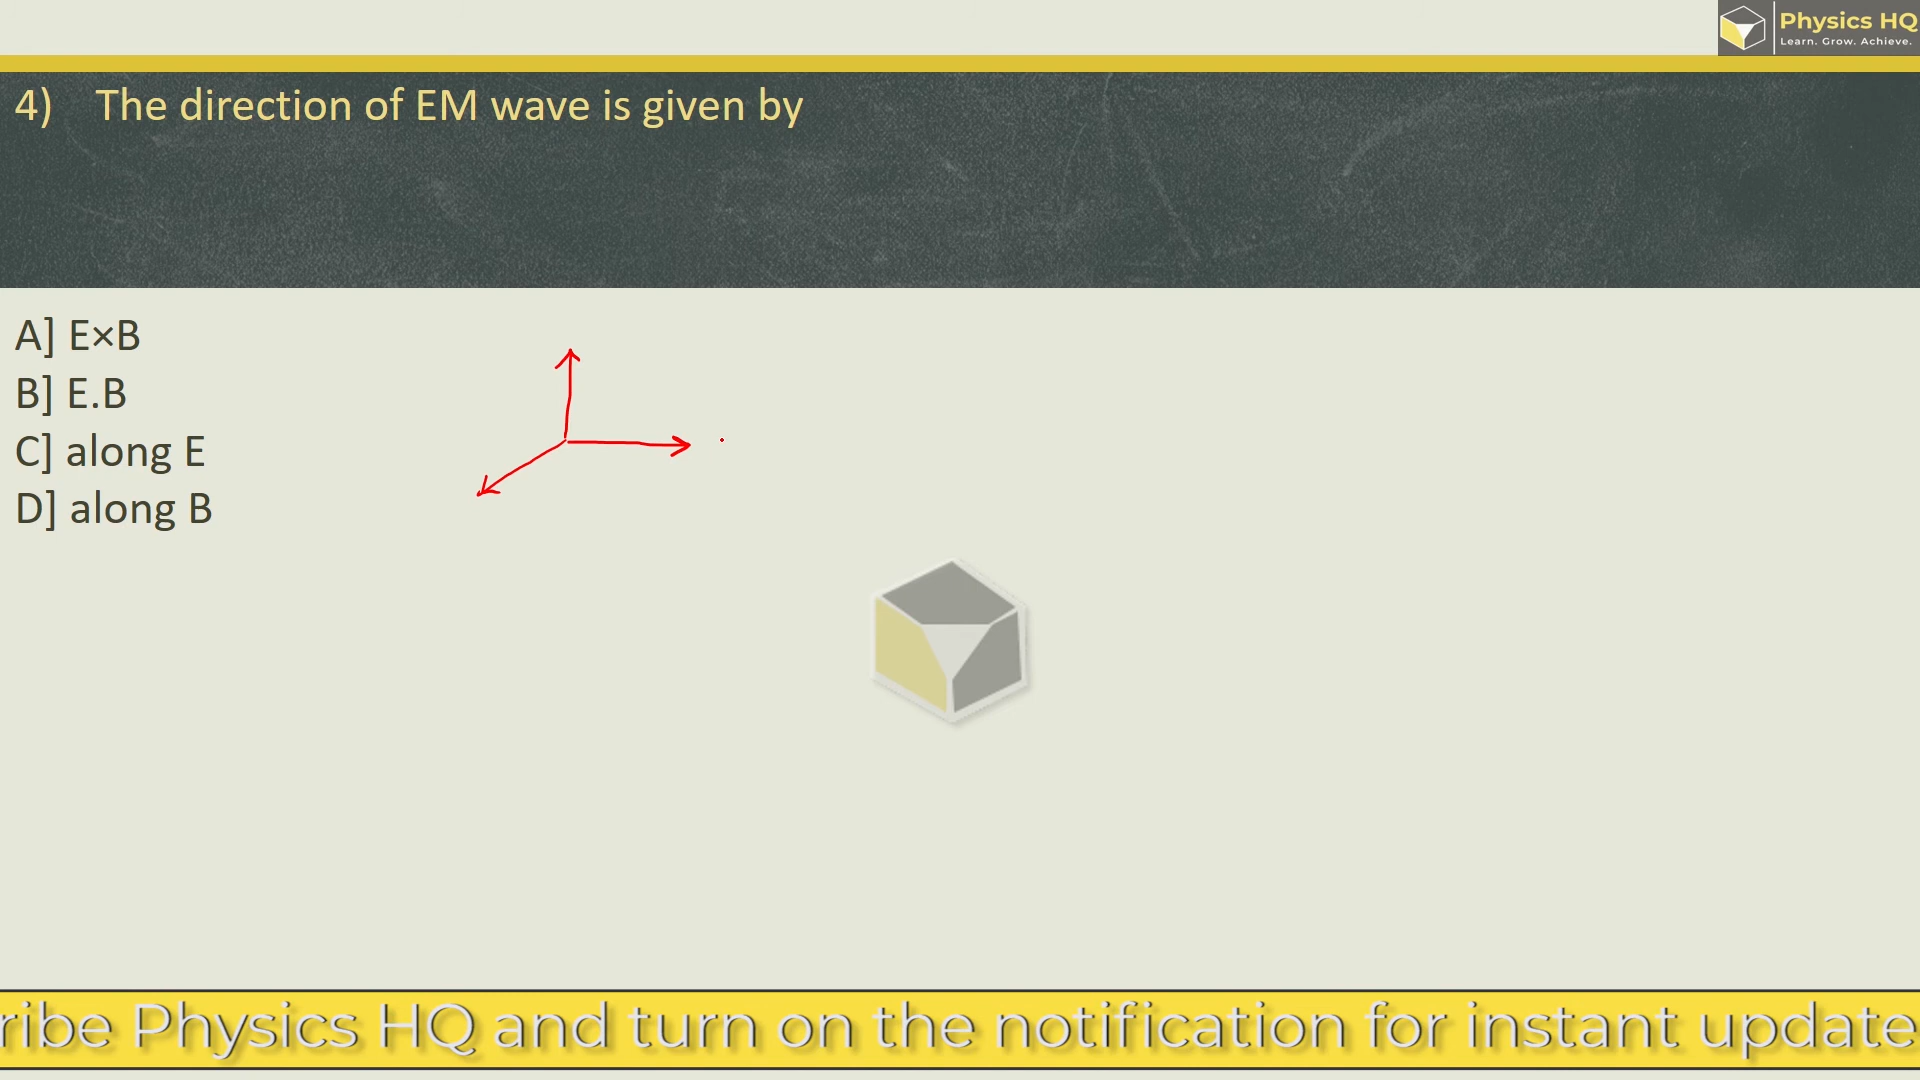 Physics HQ
Learn. Grow. Achieve.
4) The direction of EM wave is given by
A] E×B
B] E.B
C] along E
D] along B
ribe Physics HQ and turn on the notification for instant update